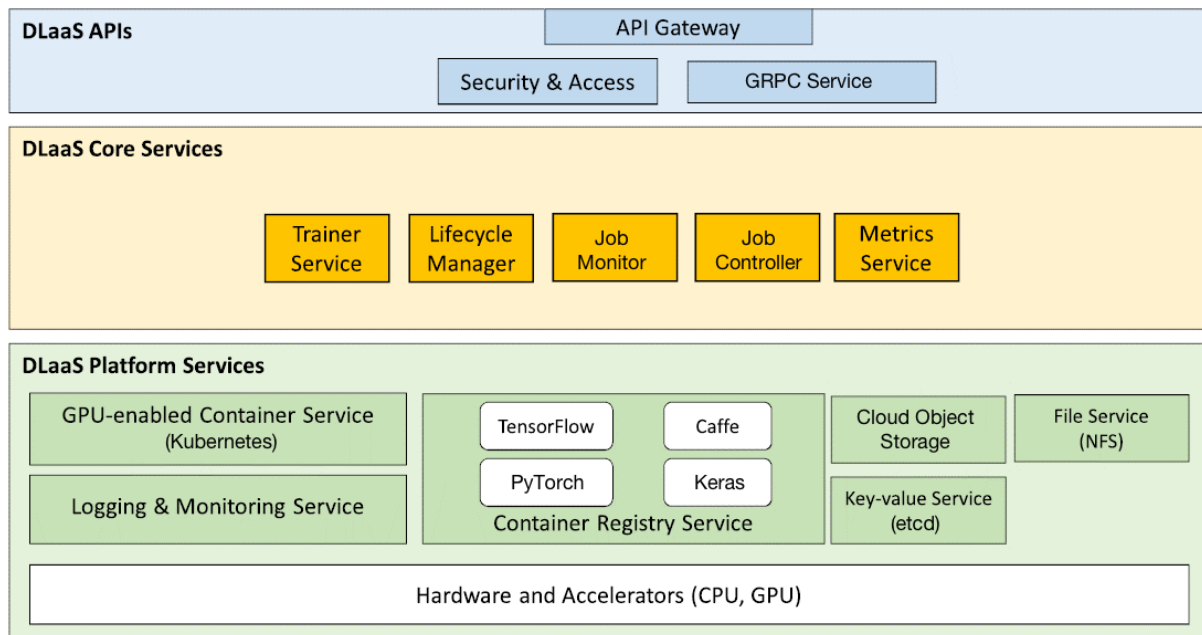 DLaaS APIs
API Gateway
Security & Access
GRPC Service
DLaaS Core Services
Trainer
Service
Lifecycle
Manager
Job
Monitor
Job
Controller
Metrics
Service
DLaaS Platform Services
GPU-enabled Container Service
(Kubernetes)
Logging & Monitoring Service
TensorFlow
Caffe
PyTorch
Keras
Container Registry Service
Cloud Object
Storage
File Service
(NFS)
Key-value Service
(etcd)
Hardware and Accelerators (CPU, GPU)